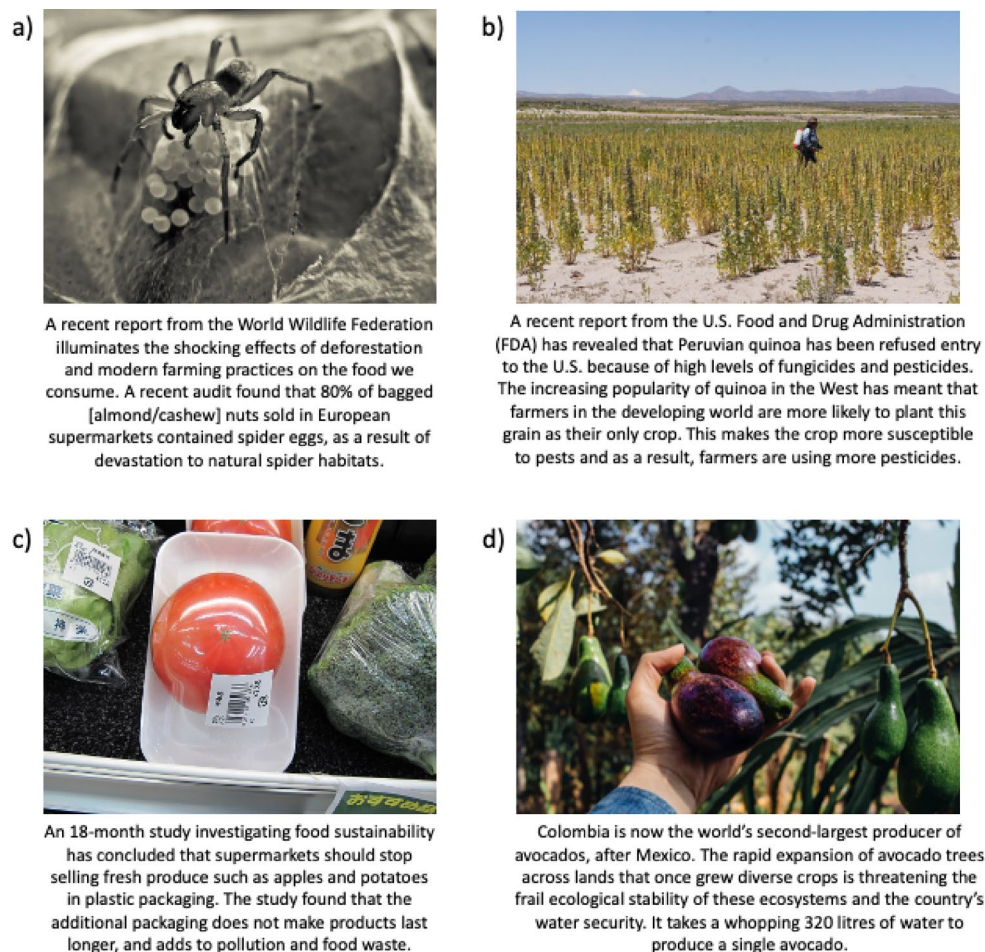 a)
A recent report from the World Wildlife Federation
illuminates the shocking effects of deforestation
and modern farming practices on the food we
consume. A recent audit found that 80% of bagged
[almond/cashew] nuts sold in European
supermarkets contained spider eggs, as a result of
devastation to natural spider habitats.
b)
A recent report from the U.S. Food and Drug Administration
(FDA) has revealed that Peruvian quinoa has been refused entry
to the U.S. because of high levels of fungicides and pesticides.
The increasing popularity of quinoa in the West has meant that
farmers in the developing world are more likely to plant this
grain as their only crop. This makes the crop more susceptible
to pests and as a result, farmers are using more pesticides.
c)
An 18-month study investigating food sustainability
has concluded that supermarkets should stop
selling fresh produce such as apples and potatoes
in plastic packaging. The study found that the
additional packaging does not make products last
longer, and adds to pollution and food waste.
d)
Colombia is now the world's second-largest producer of
avocados, after Mexico. The rapid expansion of avocado trees
across lands that once grew diverse crops is threatening the
frail ecological stability of these ecosystems and the country's
water security. It takes a whopping 320 litres of water to
produce a single avocado.